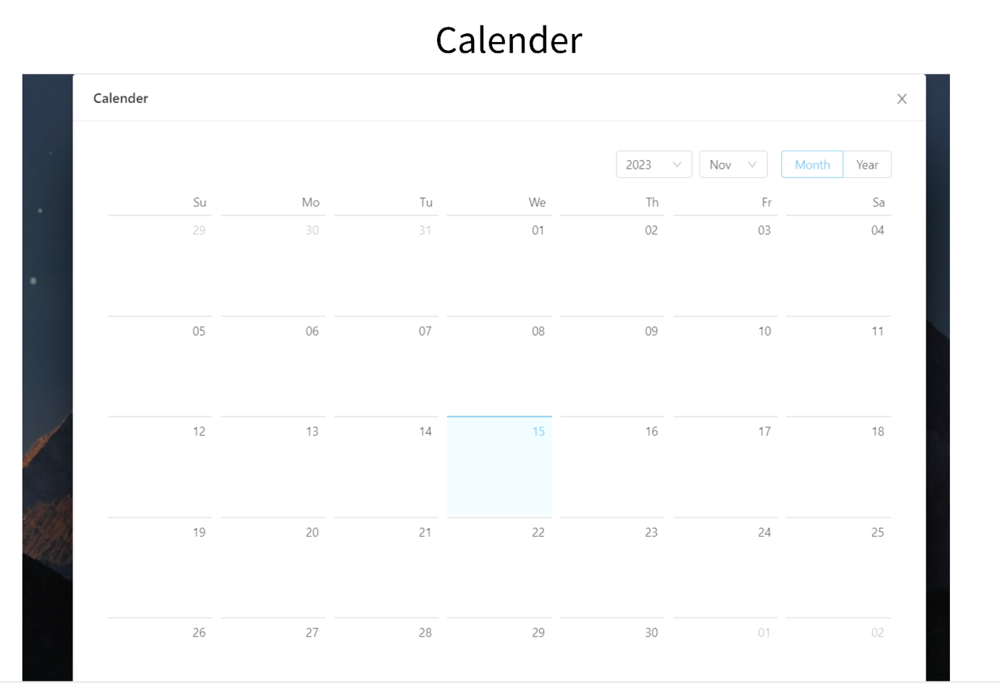 Calender
Calender
2023 Nov Month Year
Su Mo Tu We Th Fr Sa
29 30 31 01 02 03 04
05 06 07 08 09 10 11
12 13 14 15 16 17 18
19 20 21 22 23 24 25
26 27 28 29 30 01 02